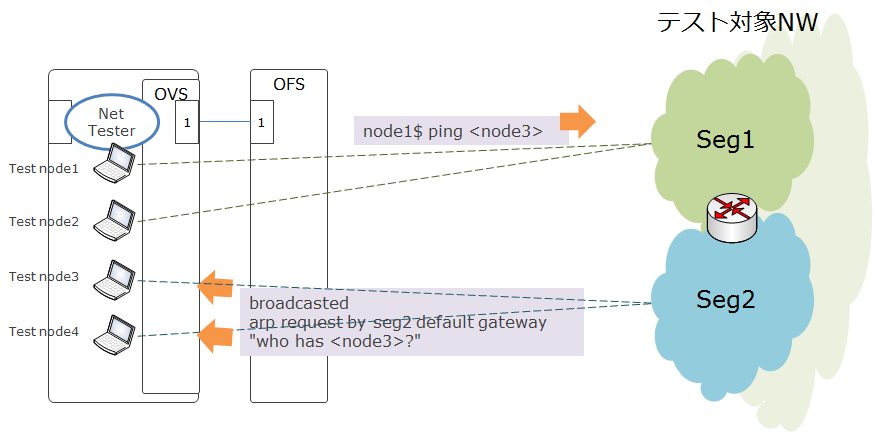 テスト対象NW
OFS
OVS
Net
Tester
1
1
node1$ ping <node3>
Seg1
Test node1
Test node2
Test node3
broadcasted
arp request by seg2 default gateway
"who has <node3>?"
Seg2
Test node4